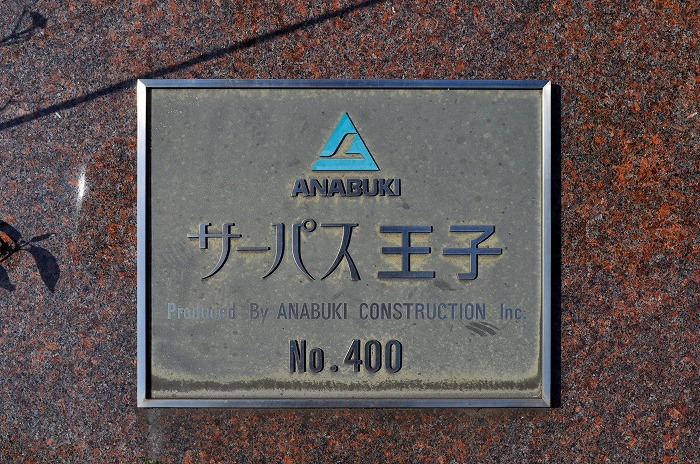 ANABUKI
サーパス王子
Produced By ANABUKI CONSTRUCTION Inc.
No.400